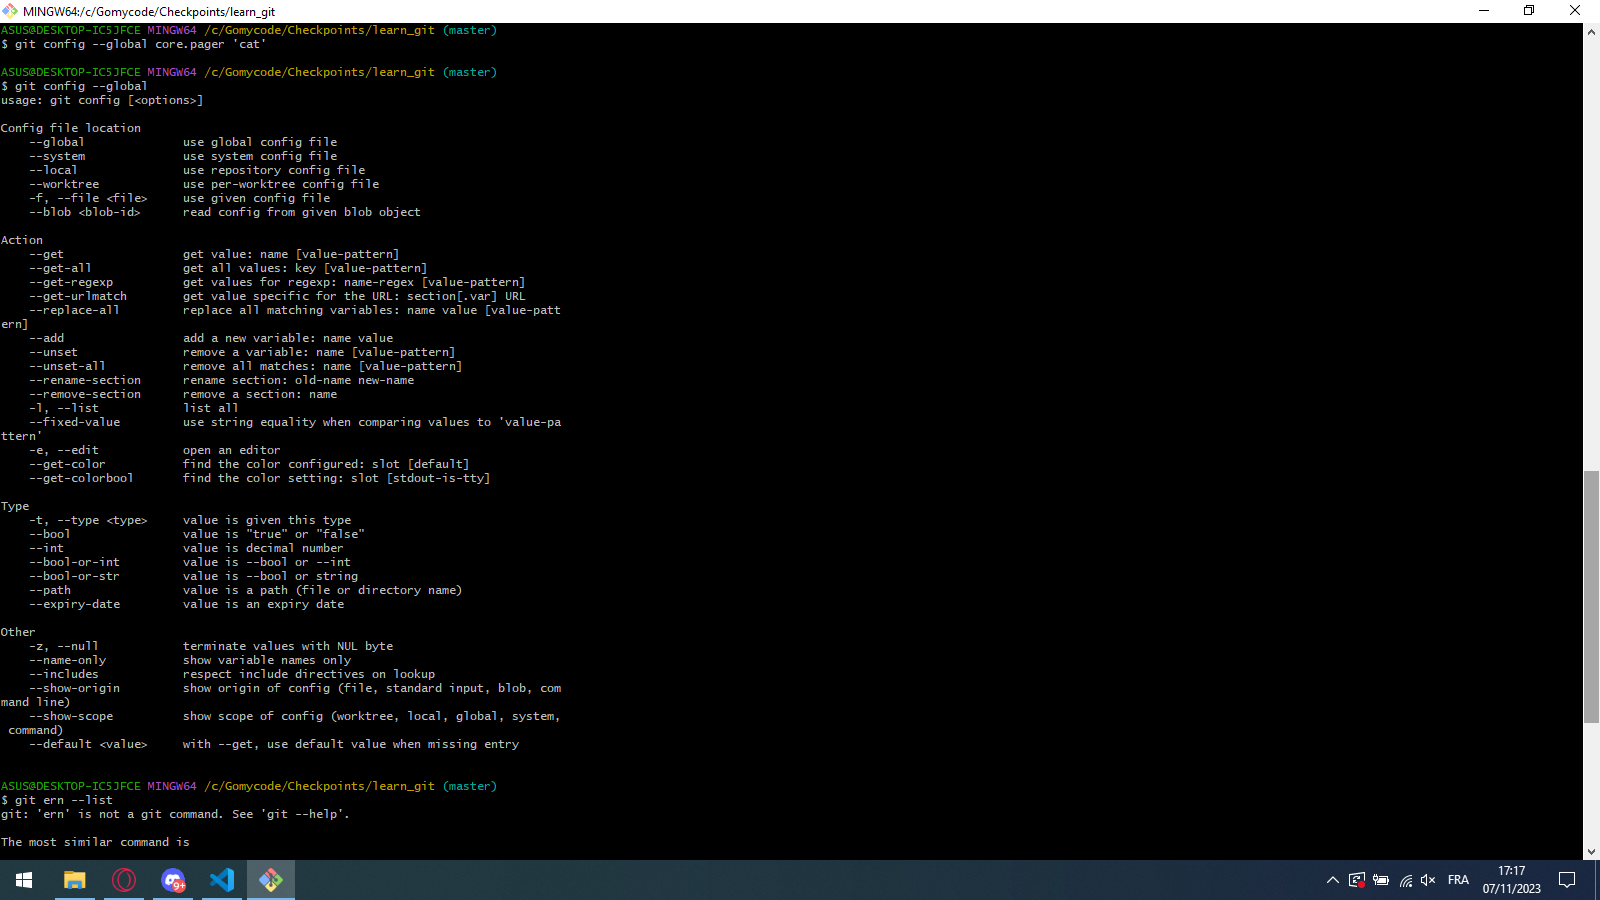 MINGW64:/c/Gomycode/Checkpoints/learn_git
ASUS@DESKTOP-IC5JFCE MINGW64 /c/Gomycode/Checkpoints/learn_git (master)
$ git config --global core.pager 'cat'
ASUS@DESKTOP-IC5JFCE MINGW64 /c/Gomycode/Checkpoints/learn_git (master)
$ git config --global
usage: git config [<options>]
Config file location
--global use global config file
--system use system config file
--local use repository config file
--worktree use per-worktree config file
-f, --file <file> use given config file
--blob <blob-id> read config from given blob object
Action
--get get value: name [value-pattern]
--get-all get all values: key [value-pattern]
--get-regexp get values for regexp: name-regex [value-pattern]
--get-urlmatch get value specific for the URL: section[.var] URL
--replace-all replace all matching variables: name value [value-patt
ern]
--add add a new variable: name value
--unset remove a variable: name [value-pattern]
--unset-all remove all matches: name [value-pattern]
--rename-section rename section: old-name new-name
--remove-section remove a section: name
-l, --list list all
--fixed-value use string equality when comparing values to 'value-pa
ttern'
-e, --edit open an editor
--get-color find the color configured: slot [default]
--get-colorbool find the color setting: slot [stdout-is-tty]
Type
-t, --type <type> value is given this type
--bool value is "true" or "false"
--int value is decimal number
--bool-or-int value is --bool or --int
--bool-or-str value is --bool or string
--path value is a path (file or directory name)
--expiry-date value is an expiry date
Other
-z, --null terminate values with NUL byte
--name-only show variable names only
--includes respect include directives on lookup
--show-origin show origin of config (file, standard input, blob, com
mand line)
--show-scope show scope of config (worktree, local, global, system,
command)
--default <value> with --get, use default value when missing entry
ASUS@DESKTOP-IC5JFCE MINGW64 /c/Gomycode/Checkpoints/learn_git (master)
$ git ern --list
git: 'ern' is not a git command. See 'git --help'.
The most similar command is
9+
FRA
17:17
07/11/2023